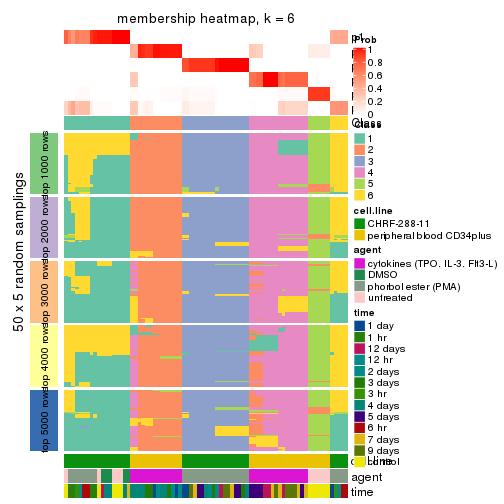 membership heatmap, k = 6
Prob
1
0.8
0.6
0.4
0.2
0
Class
Class
1
2
3
4
5
6
cell.line
CHRF-288-11
peripheral blood CD34plus
agent
cytokines (TPO, IL-3, Flt3-L)
DMSO
phorbol ester (PMA)
untreated
time
1 day
1 hr
12 days
12 hr
2 days
3 days
3 hr
4 days
5 days
6 hr
7 days
9 days
control
agent
time
50 x 5 random samplings
top 1000 rows
top 2000 rows
top 3000 rows
top 4000 rows
top 5000 rows